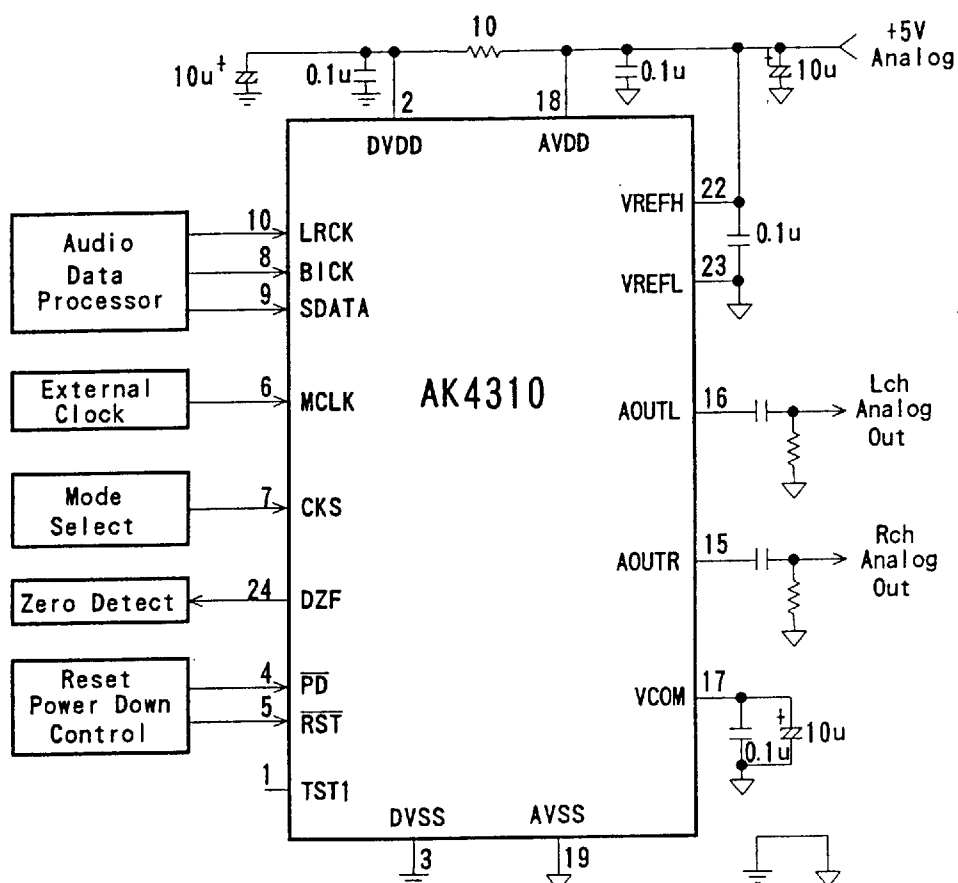 10
+5V
Analog
10u +
0.1u
2
18
0.1u
+
10u
DVDD
AVDD
22
VREFH
0.1u
23
VREFL
Audio
Data
Processor
10
LRCK
8
BICK
9
SDATA
External
Clock
6
MCLK
AK4310
AOUTL
16
Lch
Analog
Out
Mode
Select
7
CKS
AOUTR
15
Rch
Analog
Out
Zero Detect
24
DZF
Reset
Power Down
Control
4
PD
5
RST
VCOM
17
+
0.1u
10u
1
TST1
DVSS
AVSS
3
19